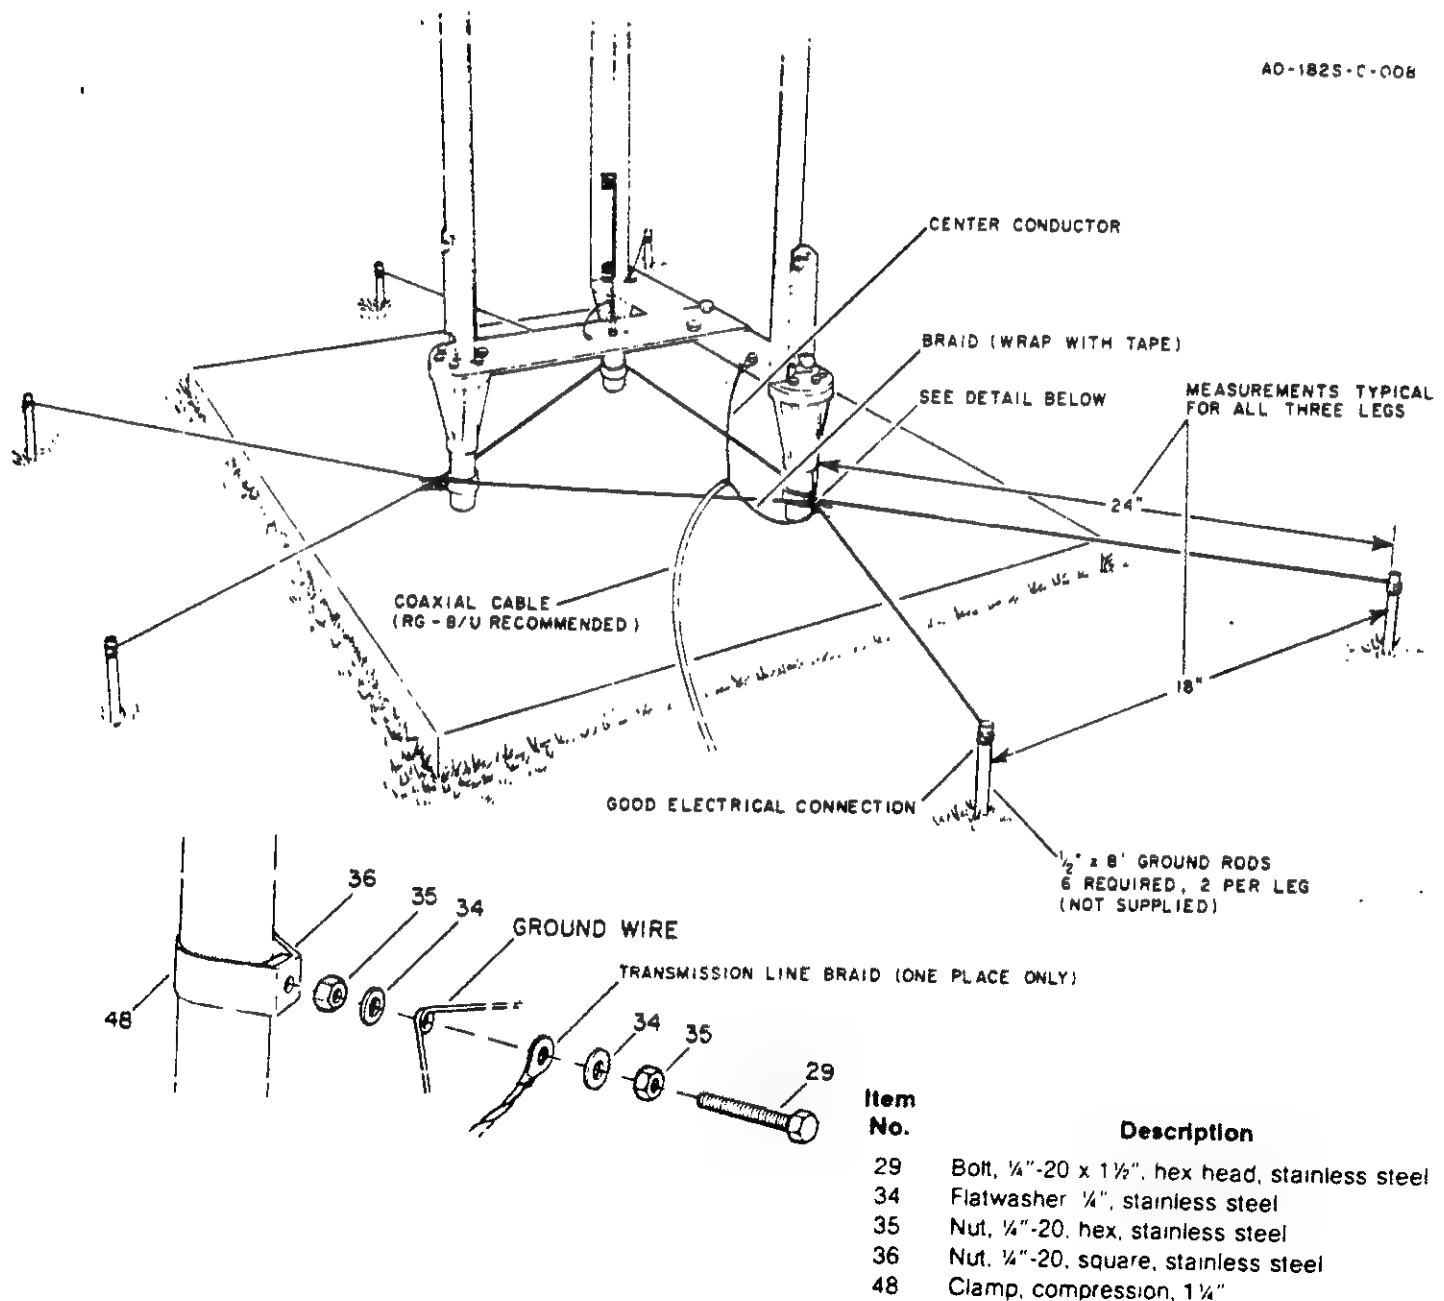 AD-1825-C-008
CENTER CONDUCTOR
BRAID (WRAP WITH TAPE)
SEE DETAIL BELOW
MEASUREMENTS TYPICAL
FOR ALL THREE LEGS
24"
COAXIAL CABLE
(RG-8/U RECOMMENDED)
18"
GOOD ELECTRICAL CONNECTION
1/2" x 8' GROUND RODS
6 REQUIRED, 2 PER LEG
(NOT SUPPLIED)
36
35
34
GROUND WIRE
TRANSMISSION LINE BRAID (ONE PLACE ONLY)
48
34
35
29
Item
No.
Description
29 Bolt, ¼"-20 x 1½", hex head, stainless steel
34 Flatwasher ¼", stainless steel
35 Nut, ¼"-20, hex, stainless steel
36 Nut, ¼"-20, square, stainless steel
48 Clamp, compression, 1¼"